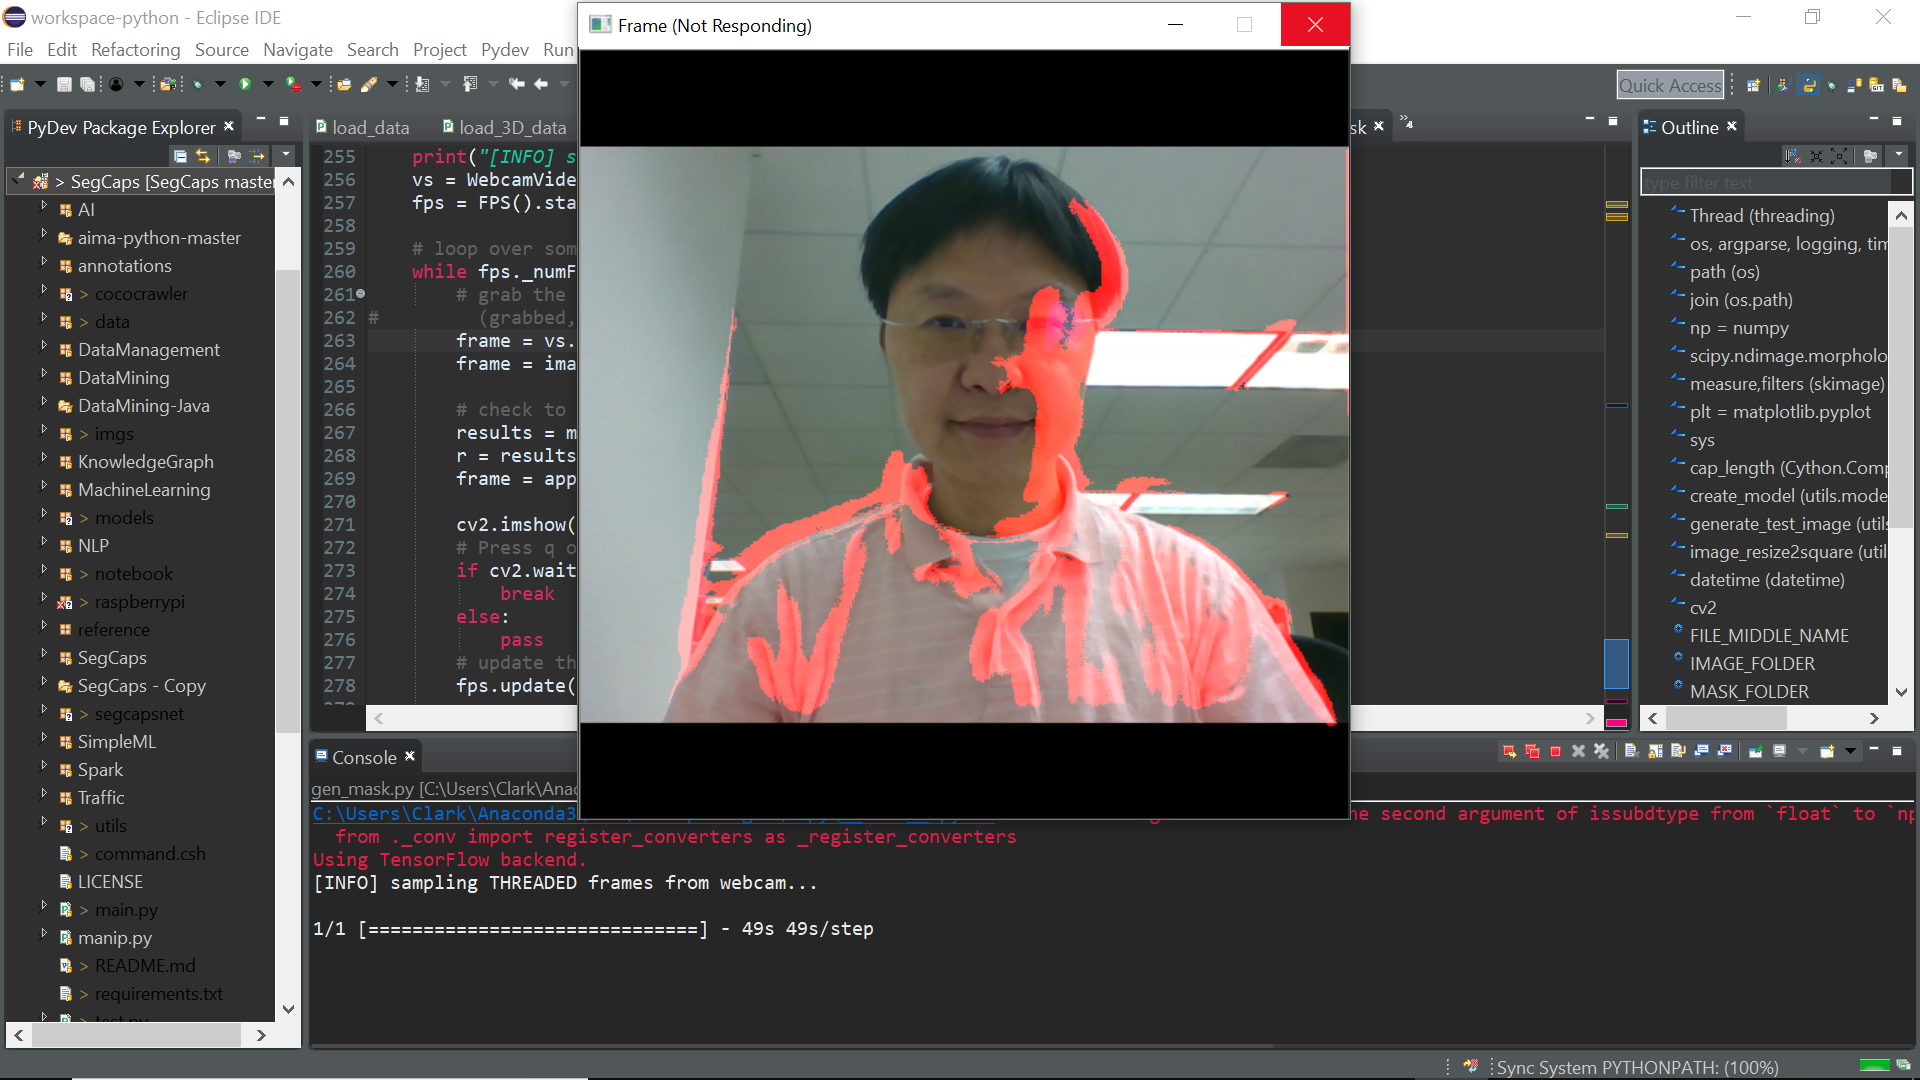 workspace-python - Eclipse IDE
File Edit Refactoring Source Navigate Search Project Pydev Run
Frame (Not Responding)
Quick Access
PyDev Package Explorer
> SegCaps [SegCaps master
AI
aima-python-master
annotations
> cococrawler
> data
DataManagement
DataMining
DataMining-Java
> imgs
KnowledgeGraph
MachineLearning
> models
NLP
> notebook
> raspberrypi
reference
SegCaps
SegCaps - Copy
> segcapsnet
SimpleML
Spark
Traffic
> utils
> command.csh
LICENSE
> main.py
manip.py
> README.md
> requirements.txt
> test.py
load_data load_3D_data sk
255 print("[INFO] s
256 vs = WebcamVide
257 fps = FPS().sta
258
259 # loop over som
260 while fps._numF
261 # grab the
262 # (grabbed,
263 frame = vs.
264 frame = ima
265
266 # check to
267 results = m
268 r = results
269 frame = app
270
271 cv2.imshow(
272 # Press q o
273 if cv2.wait
274 break
275 else:
276 pass
277 # update th
278 fps.update(
Outline
type filter text
Thread (threading)
os, argparse, logging, tim
path (os)
join (os.path)
np = numpy
scipy.ndimage.morpholo
measure,filters (skimage)
plt = matplotlib.pyplot
sys
cap_length (Cython.Comp
create_model (utils.mode
generate_test_image (utils
image_resize2square (util
datetime (datetime)
cv2
FILE_MIDDLE_NAME
IMAGE_FOLDER
MASK_FOLDER
Console
gen_mask.py [C:\Users\Clark\Anac
C:\Users\Clark\Anaconda3 he second argument of issubdtype from `float` to `np
from ._conv import register_converters as _register_converters
Using TensorFlow backend.
[INFO] sampling THREADED frames from webcam...
1/1 [==============================] - 49s 49s/step
Sync System PYTHONPATH: (100%)